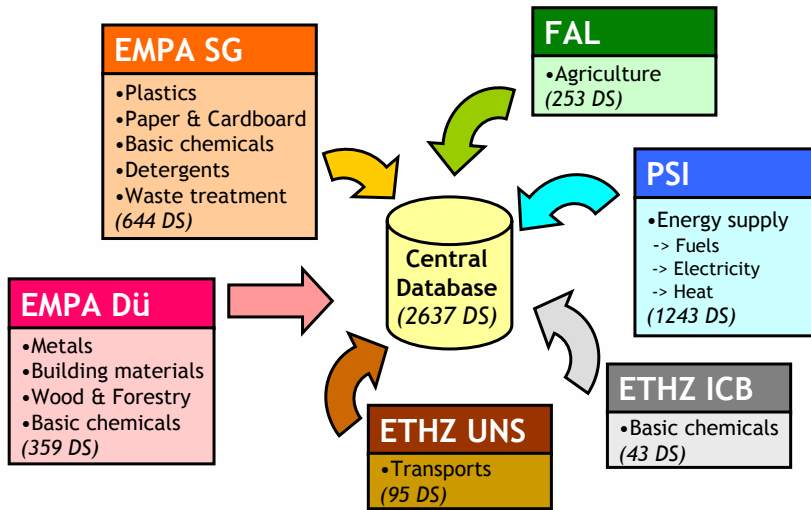 EMPA SG
•Plastics
•Paper & Cardboard
•Basic chemicals
•Detergents
•Waste treatment
(644 DS)
FAL
•Agriculture
(253 DS)
PSI
•Energy supply
-> Fuels
-> Electricity
-> Heat
(1243 DS)
Central
Database
(2637 DS)
EMPA Dü
•Metals
•Building materials
•Wood & Forestry
•Basic chemicals
(359 DS)
ETHZ UNS
•Transports
(95 DS)
ETHZ ICB
•Basic chemicals
(43 DS)